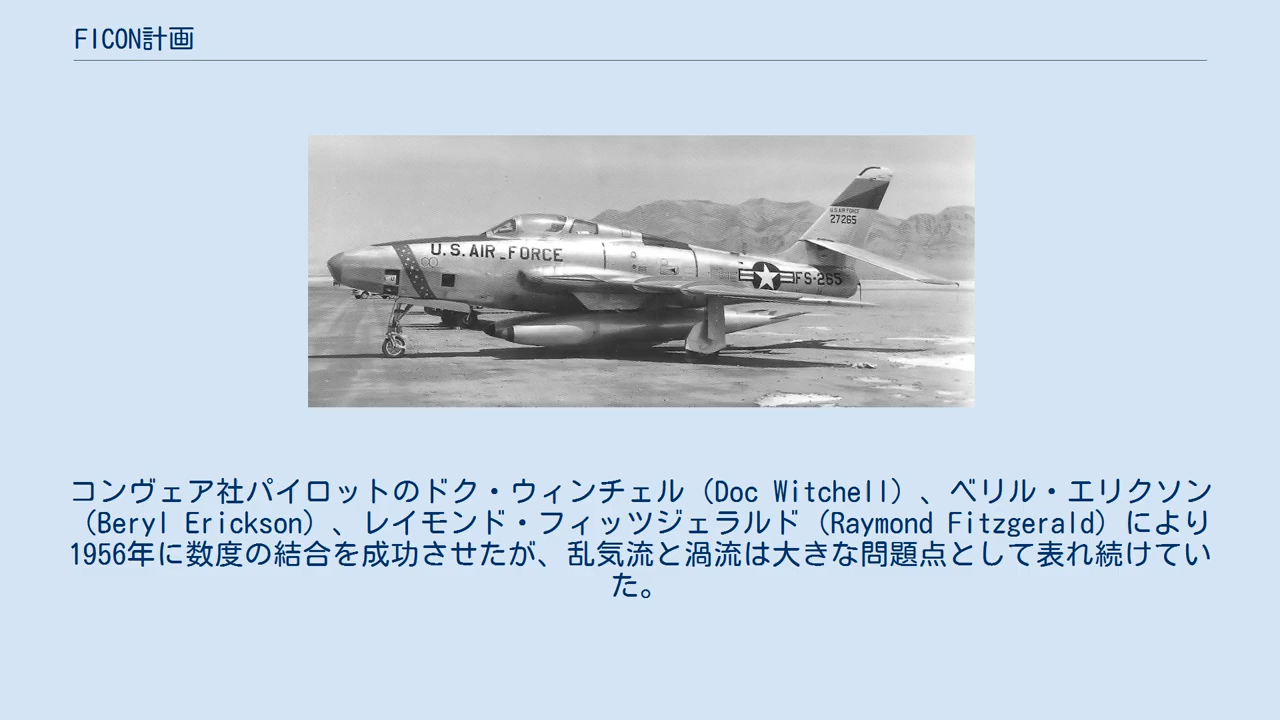 FICON計画
U.S. AIR FORCE
U.S. AIR FORCE
27265
FS-265
コンヴェア社パイロットのドク・ウィンチェル（Doc Witchell）、ベリル・エリクソン
（Beryl Erickson）、レイモンド・フィッツジェラルド（Raymond Fitzgerald）により
1956年に数度の結合を成功させたが、乱気流と渦流は大きな問題点として表れ続けてい
た。